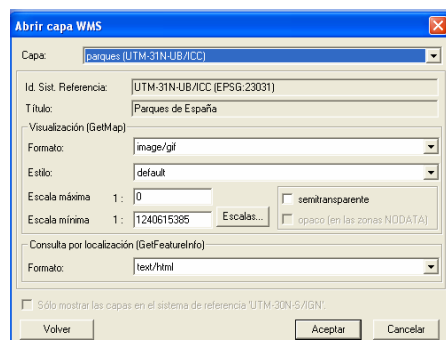 Abrir capa WMS
Capa: parques (UTM-31N-UB/ICC)
Id. Sist. Referencia: UTM-31N-UB/ICC (EPSG:23031)
Título: Parques de España
Visualización (GetMap)
Formato: image/gif
Estilo: default
Escala máxima 1 : 0
semitransparente
Escala mínima 1 : 1240615385 Escalas... opaco (en las zonas NODATA)
Consulta por localización (GetFeatureInfo)
Formato: text/html
Sólo mostrar las capas en el sistema de referencia 'UTM-30N-S/IGN'.
Volver Aceptar Cancelar